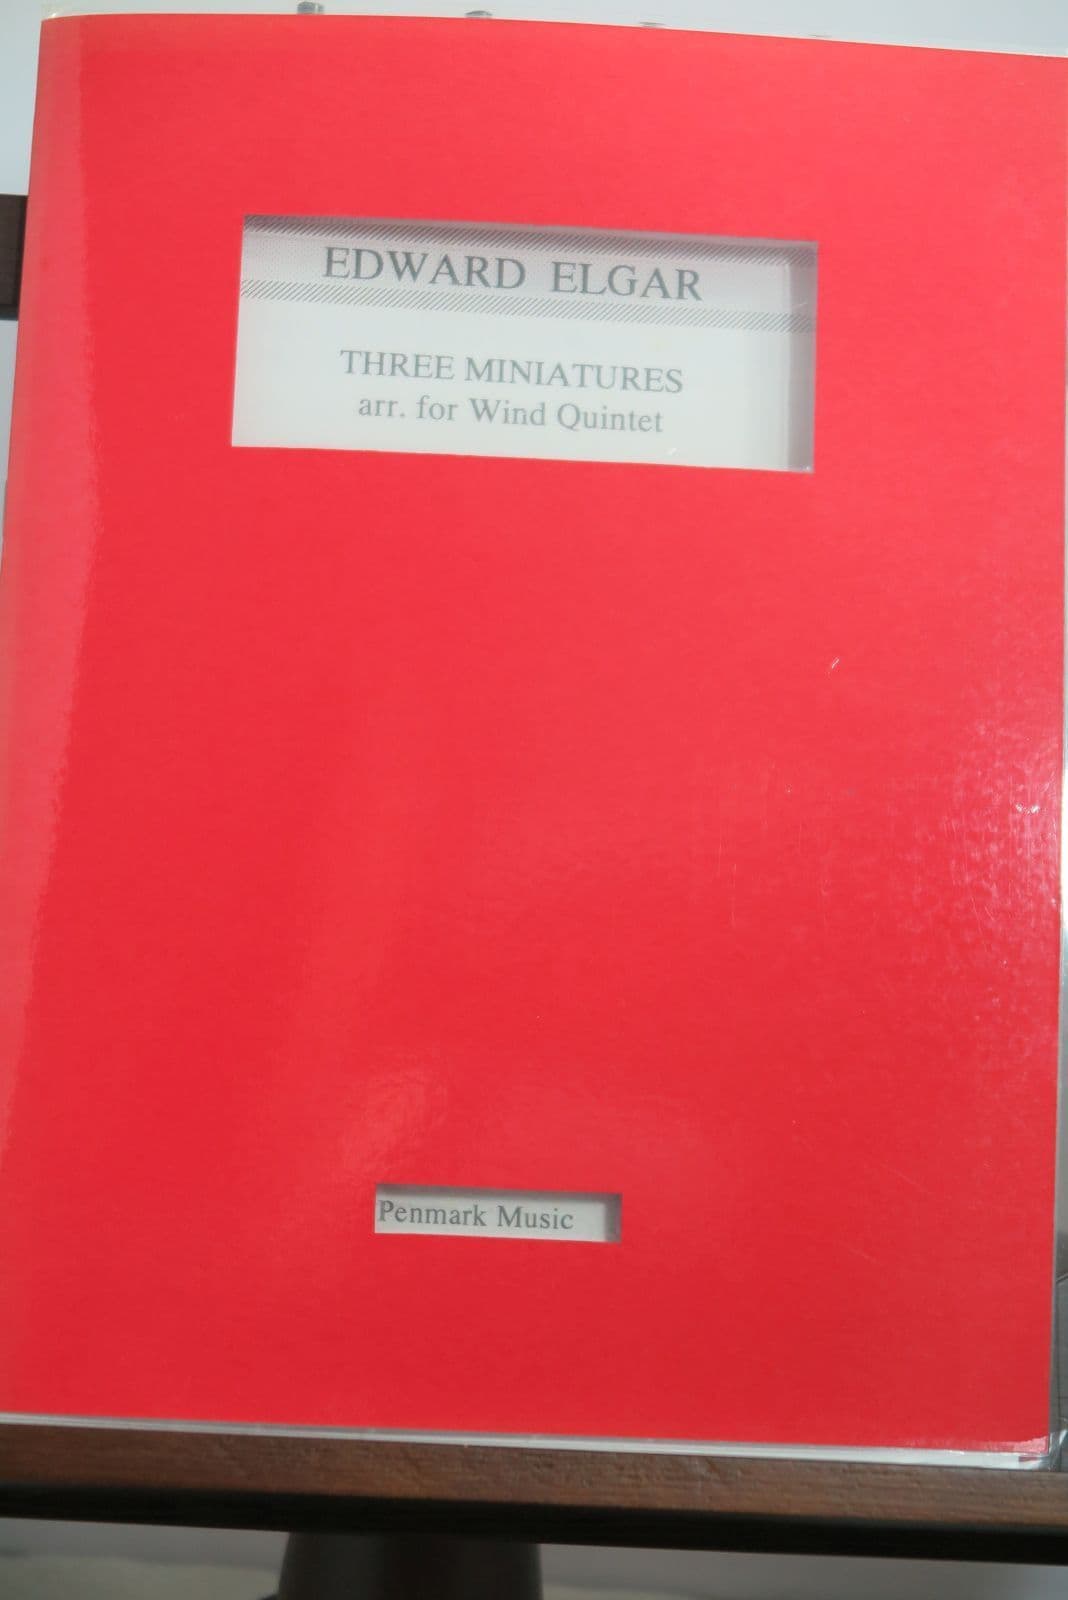 EDWARD ELGAR
THREE MINIATURES
arr. for Wind Quintet
Penmark Music